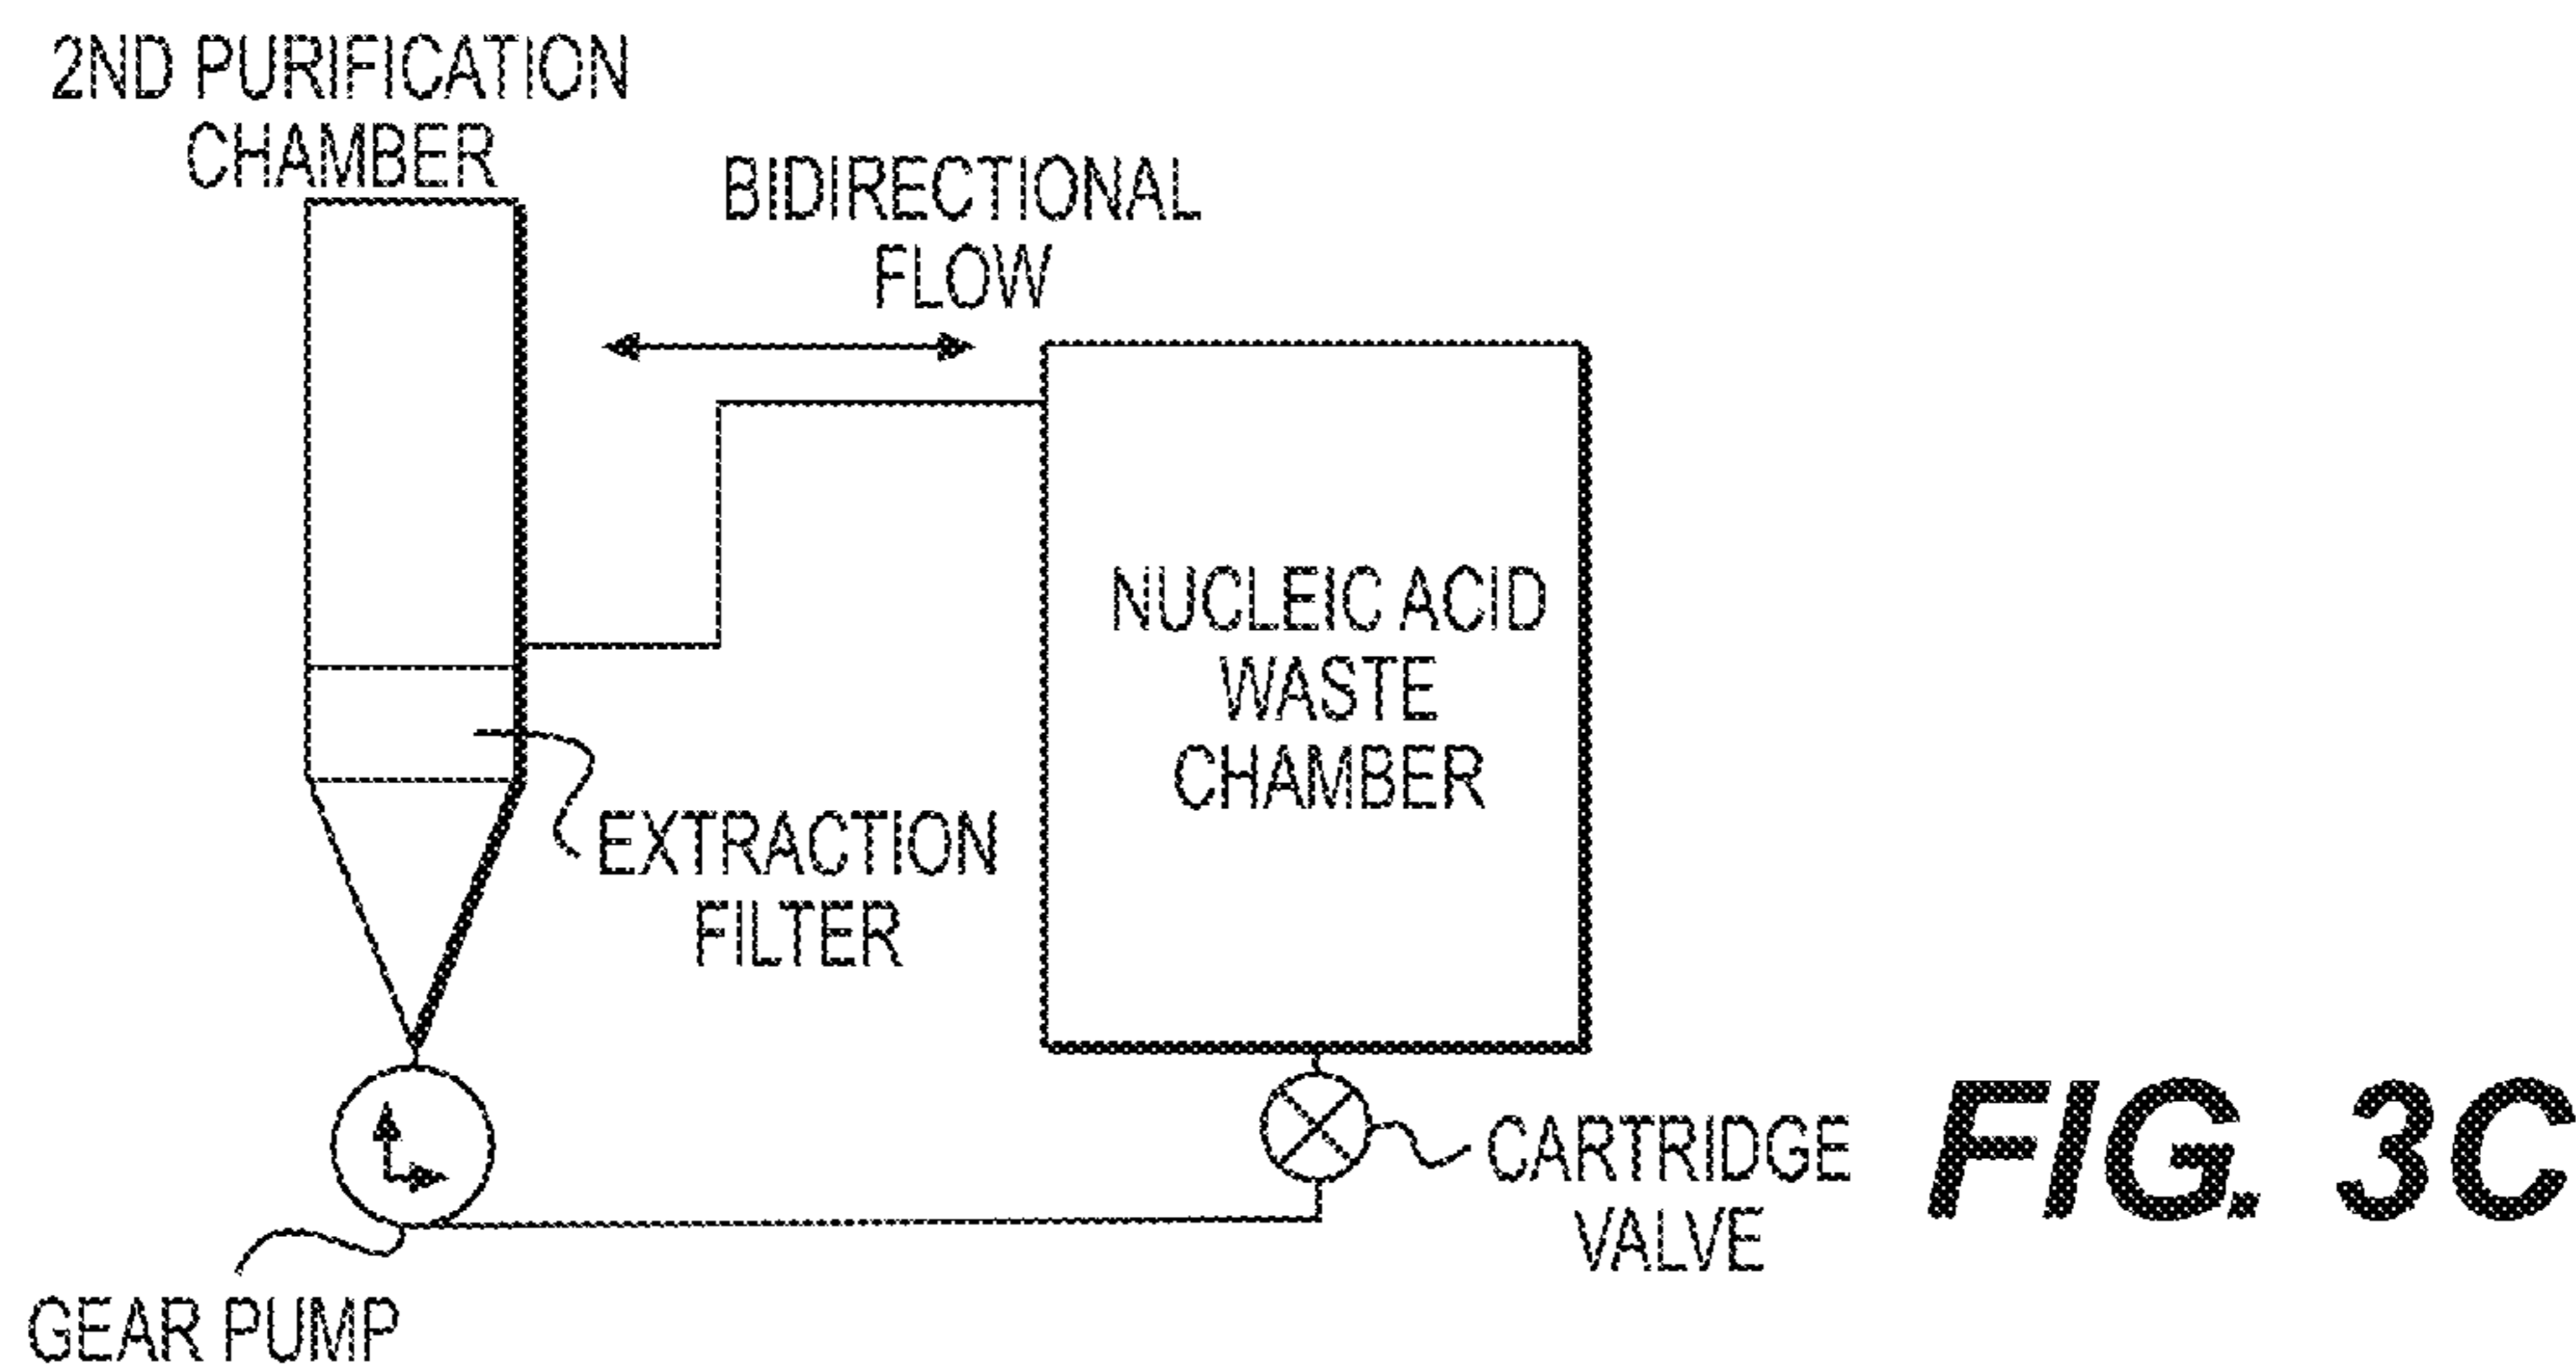 2ND PURIFICATION
CHAMBER
BIDIRECTIONAL
FLOW
NUCLEIC ACID
WASTE
CHAMBER
EXTRACTION
FILTER
CARTRIDGE
VALVE
GEAR PUMP
FIG. 3C